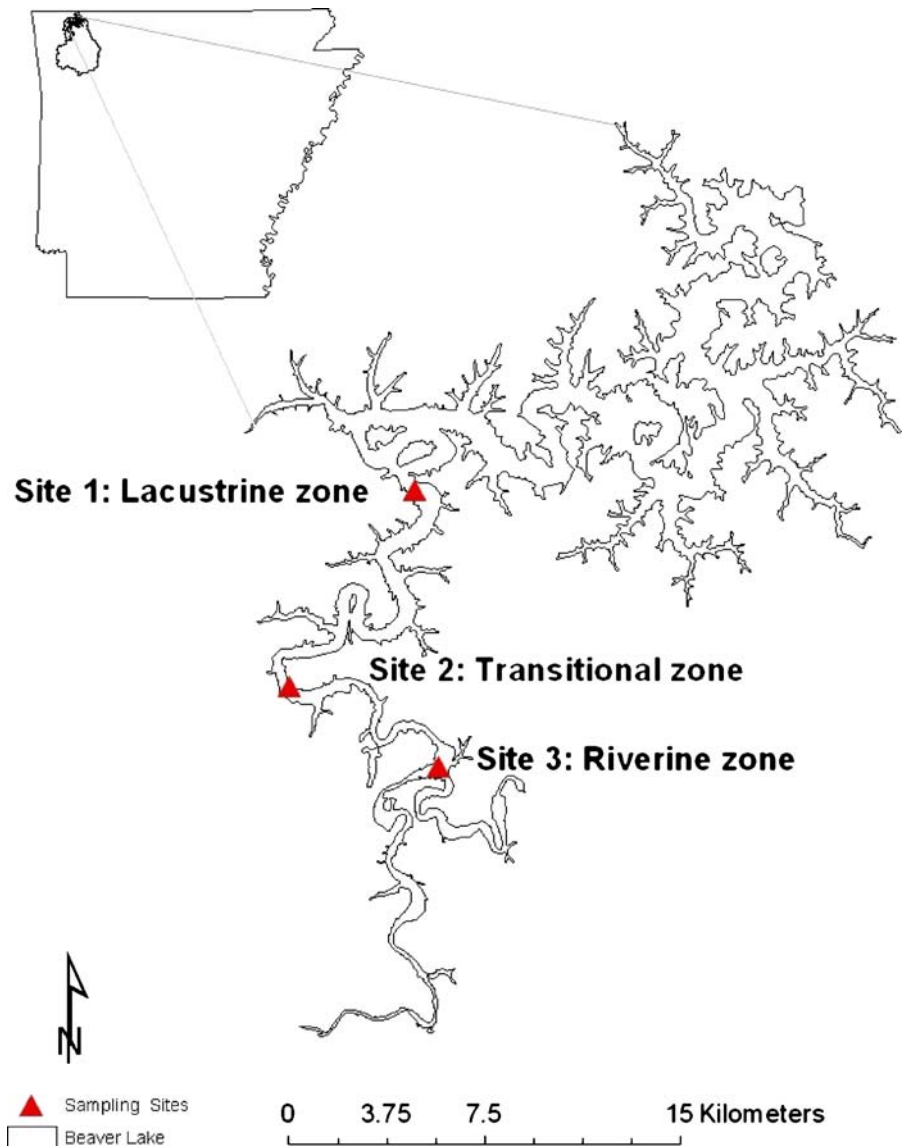 Site 1: Lacustrine zone
Site 2: Transitional zone
Site 3: Riverine zone
N
Sampling Sites
Beaver Lake
0 3.75 7.5 15 Kilometers